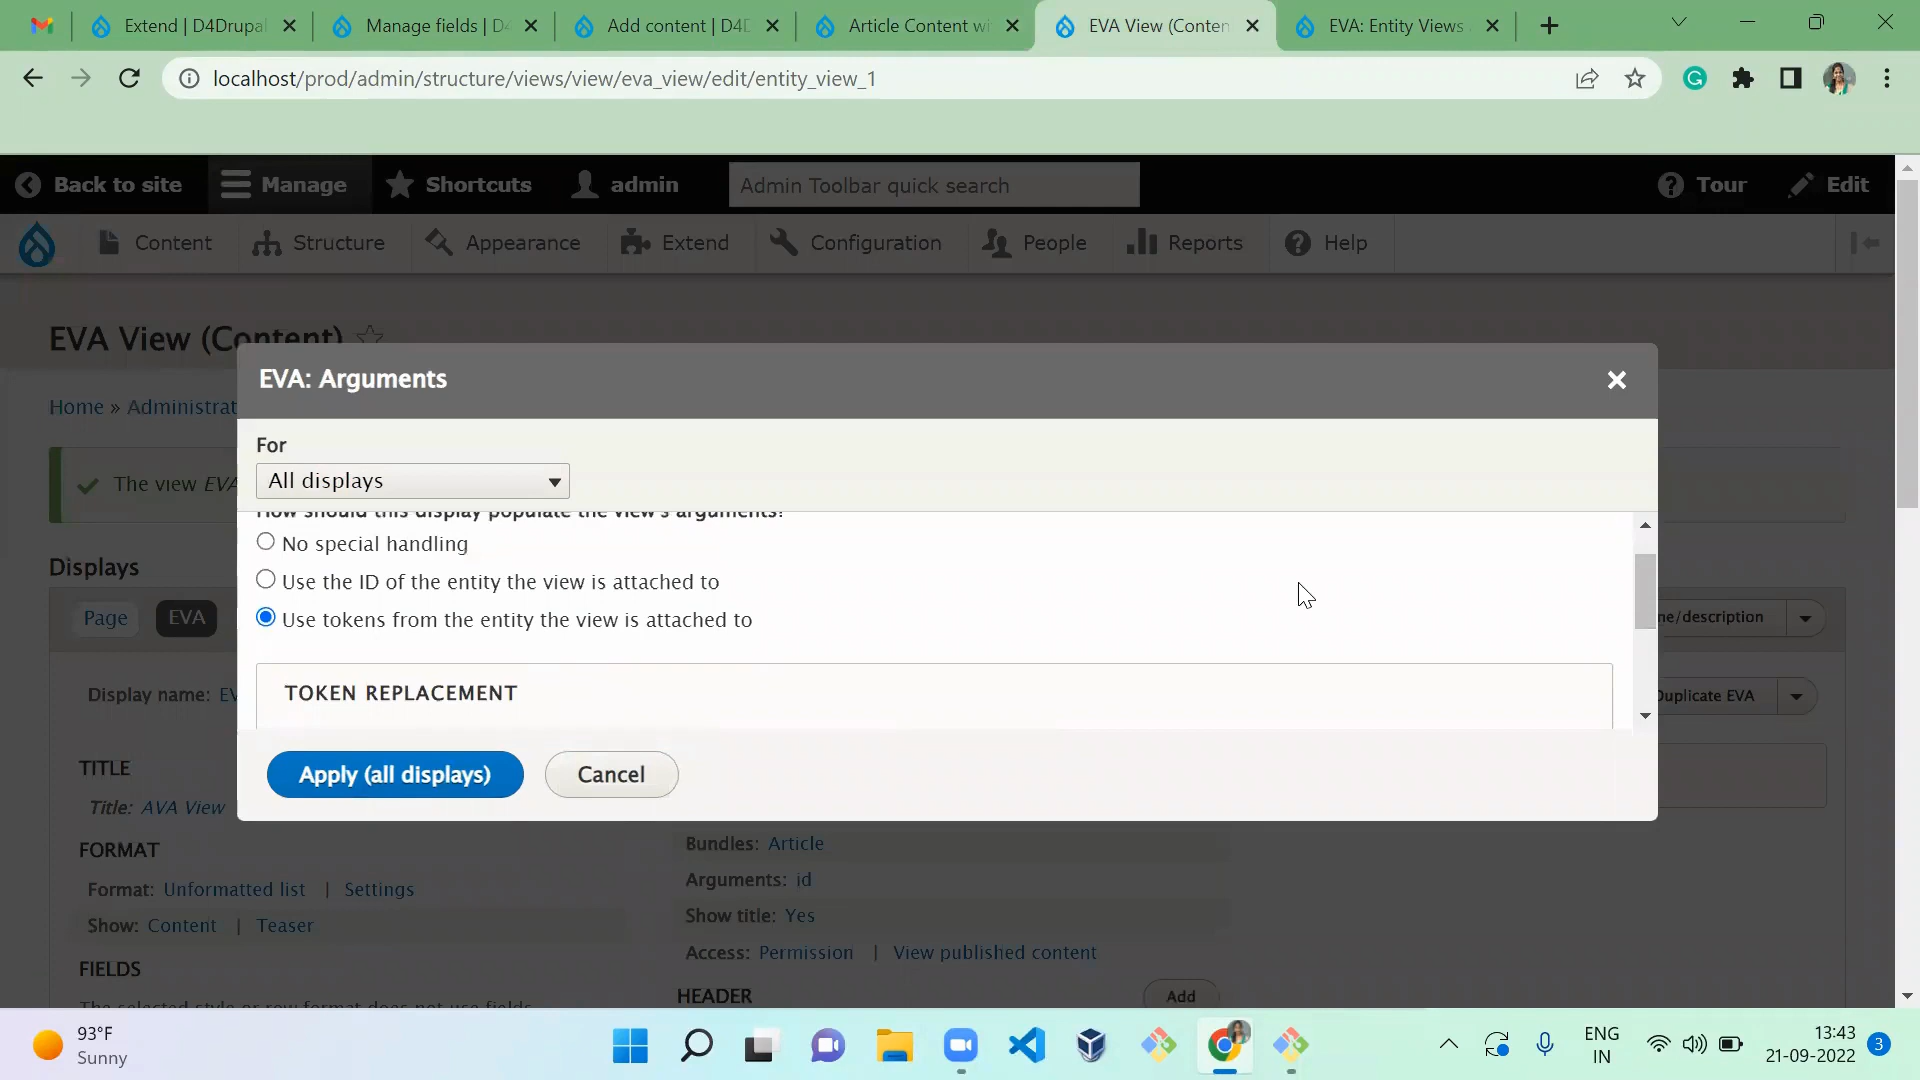 Extend | D4Drupal
Manage fields | D4
Add content | D4D
Article Content wi
EVA View (Conten
EVA: Entity Views
localhost/prod/admin/structure/views/view/eva_view/edit/entity_view_1
Back to site
Manage
Shortcuts
admin
Admin Toolbar quick search
Tour
Edit
Content
Structure
Appearance
Extend
Configuration
People
Reports
Help
EVA View (Content)
EVA: Arguments
Home » Administrat
For
All displays
The view EVA
How should this display populate the view's arguments?
No special handling
Use the ID of the entity the view is attached to
Use tokens from the entity the view is attached to
Displays
Page
EVA
me/description
TOKEN REPLACEMENT
Display name: EV
Duplicate EVA
Apply (all displays)
Cancel
TITLE
Title: AVA View
FORMAT
Format: Unformatted list | Settings
Show: Content | Teaser
FIELDS
The selected style or row format does not use fields
Bundles: Article
Arguments: id
Show title: Yes
Access: Permission | View published content
HEADER
Add
93°F
Sunny
ENG
IN
13:43
21-09-2022
3